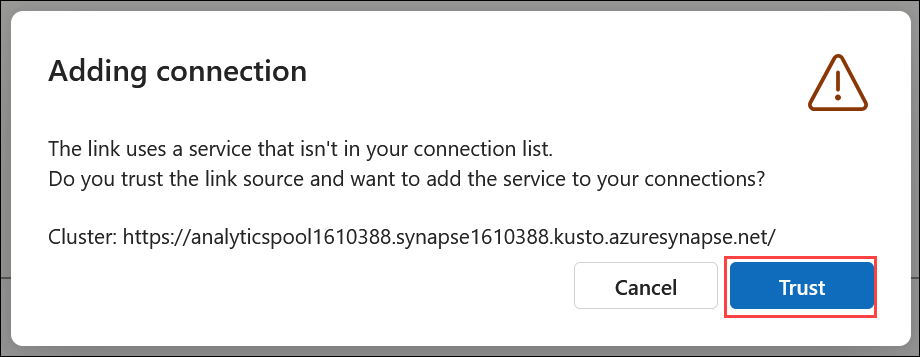 Adding connection
The link uses a service that isn't in your connection list.
Do you trust the link source and want to add the service to your connections?
Cluster: https://analyticspool1610388.synapse1610388.kusto.azuresynapse.net/
Cancel
Trust